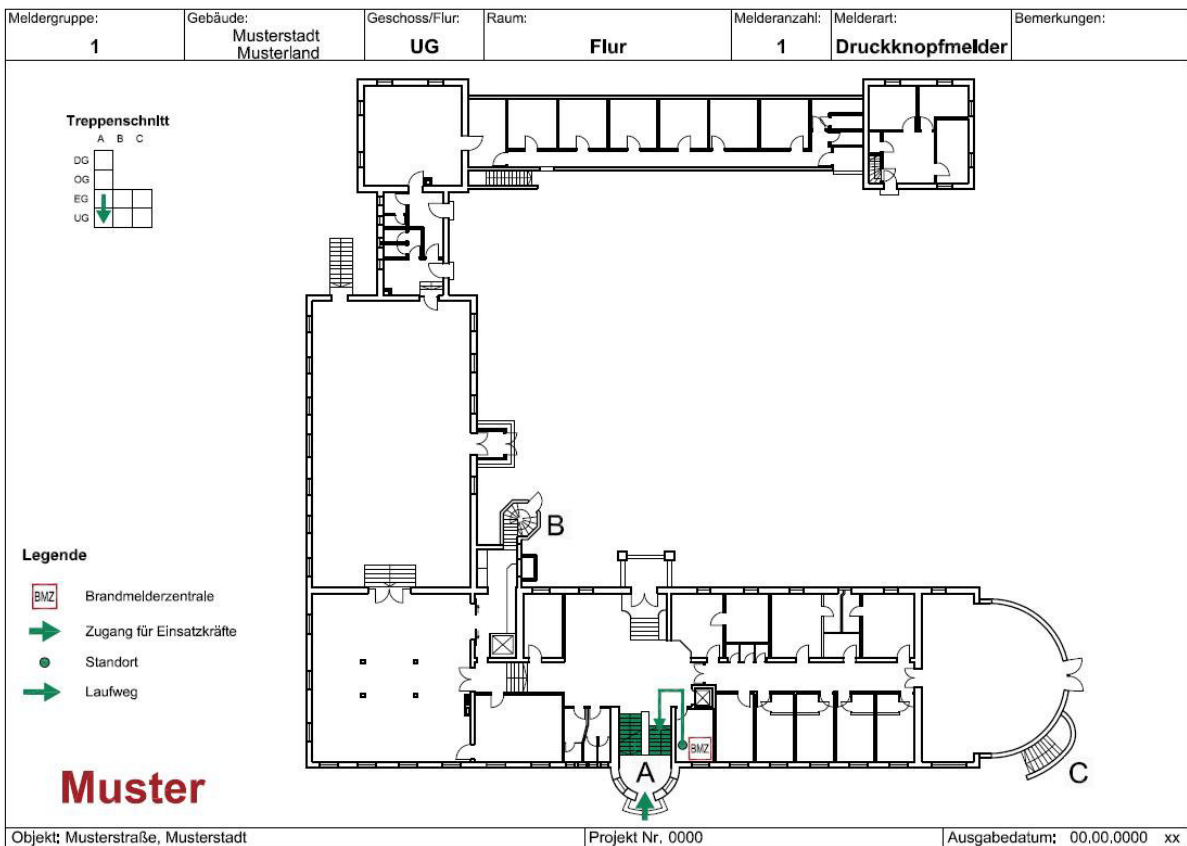 Meldergruppe:
1
Gebäude:
Musterstadt
Musterland
Geschoss/Flur:
UG
Raum:
Flur
Melderanzahl:
1
Melderart:
Druckknopfmelder
Bemerkungen:
Treppenschnitt
A B C
DG
OG
EG
UG
B
Legende
BMZ Brandmelderzentrale
Zugang für Einsatzkräfte
Standort
Laufweg
BMZ
A
C
Muster
Objekt: Musterstraße, Musterstadt
Projekt Nr. 0000
Ausgabedatum: 00.00.0000 xx